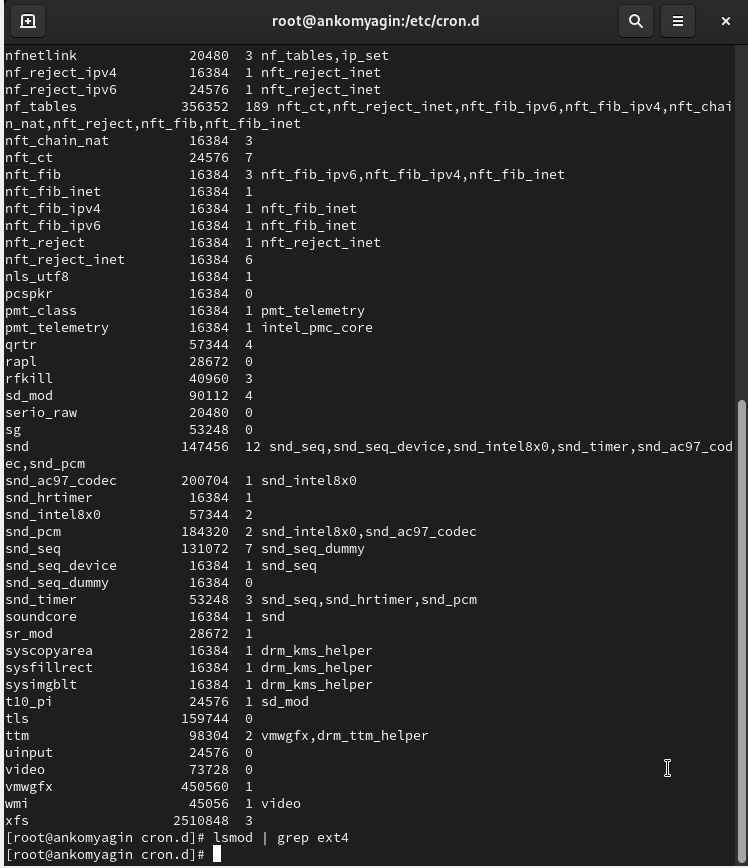 root@ankomyagin:/etc/cron.d
nfnetlink              20480  3 nf_tables,ip_set
nf_reject_ipv4         16384  1 nft_reject_inet
nf_reject_ipv6         24576  1 nft_reject_inet
nf_tables             356352  189 nft_ct,nft_reject_inet,nft_fib_ipv6,nft_fib_ipv4,nft_chai
n_nat,nft_reject,nft_fib,nft_fib_inet
nft_chain_nat          16384  3
nft_ct                 24576  7
nft_fib                16384  3 nft_fib_ipv6,nft_fib_ipv4,nft_fib_inet
nft_fib_inet           16384  1
nft_fib_ipv4           16384  1 nft_fib_inet
nft_fib_ipv6           16384  1 nft_fib_inet
nft_reject             16384  1 nft_reject_inet
nft_reject_inet        16384  6
nls_utf8               16384  1
pcspkr                 16384  0
pmt_class              16384  1 pmt_telemetry
pmt_telemetry          16384  1 intel_pmc_core
qrtr                   57344  4
rapl                   28672  0
rfkill                 40960  3
sd_mod                 90112  4
serio_raw              20480  0
sg                     53248  0
snd                   147456  12 snd_seq,snd_seq_device,snd_intel8x0,snd_timer,snd_ac97_cod
ec,snd_pcm
snd_ac97_codec        200704  1 snd_intel8x0
snd_hrtimer            16384  1
snd_intel8x0           57344  2
snd_pcm               184320  2 snd_intel8x0,snd_ac97_codec
snd_seq               131072  7 snd_seq_dummy
snd_seq_device         16384  1 snd_seq
snd_seq_dummy          16384  0
snd_timer              53248  3 snd_seq,snd_hrtimer,snd_pcm
soundcore              16384  1 snd
sr_mod                 28672  1
syscopyarea            16384  1 drm_kms_helper
sysfillrect            16384  1 drm_kms_helper
sysimgblt              16384  1 drm_kms_helper
t10_pi                 24576  1 sd_mod
tls                   159744  0
ttm                    98304  2 vmwgfx,drm_ttm_helper
uinput                 24576  0
video                  73728  0
vmwgfx                450560  1
wmi                    45056  1 video
xfs                  2510848  3
[root@ankomyagin cron.d]# lsmod | grep ext4
[root@ankomyagin cron.d]#